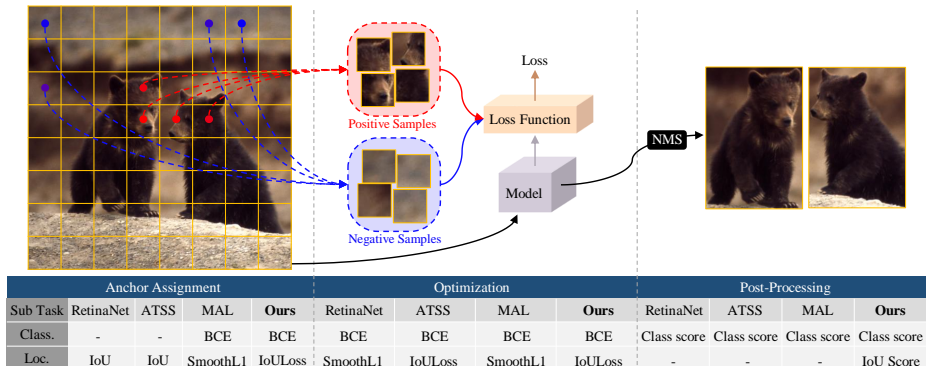 Loss
Positive Samples
Loss Function
NMS
Model
Negative Samples
Anchor Assignment Optimization Post-Processing
Sub Task RetinaNet ATSS MAL Ours RetinaNet ATSS MAL Ours RetinaNet ATSS MAL Ours
Class. - - BCE BCE BCE BCE BCE BCE Class score Class score Class score Class score
Loc. IoU IoU SmoothL1 IoULoss SmoothL1 IoULoss SmoothL1 IoULoss - - - IoU Score